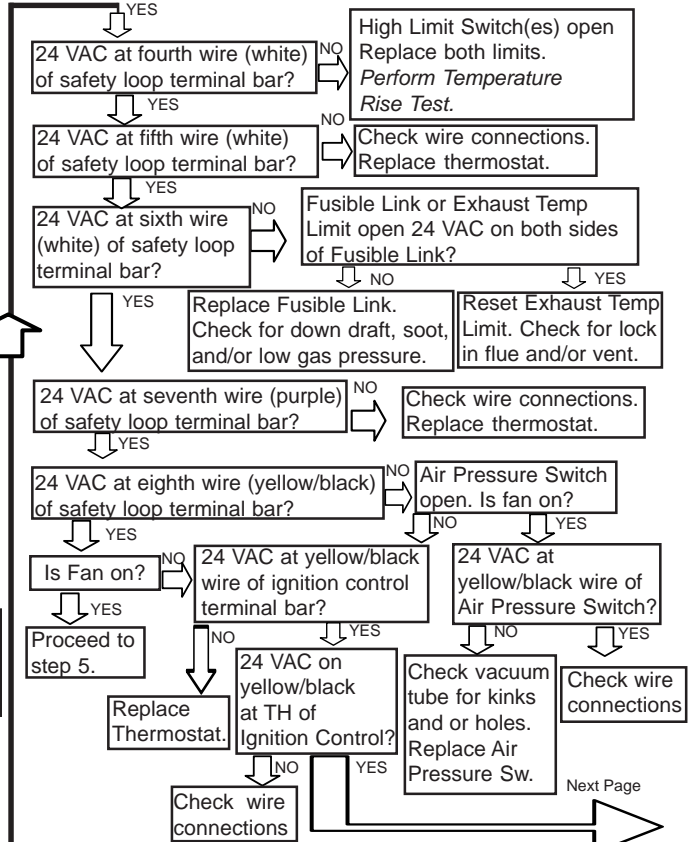 YES
24 VAC at fourth wire (white)
of safety loop terminal bar?
NO
High Limit Switch(es) open
Replace both limits.
Perform Temperature
Rise Test.
YES
24 VAC at fifth wire (white)
of safety loop terminal bar?
NO
Check wire connections.
Replace thermostat.
YES
24 VAC at sixth wire
(white) of safety loop
terminal bar?
NO
Fusible Link or Exhaust Temp
Limit open 24 VAC on both sides
of Fusible Link?
NO
YES
Replace Fusible Link.
Check for down draft, soot,
and/or low gas pressure.
Reset Exhaust Temp
Limit. Check for lock
in flue and/or vent.
YES
24 VAC at seventh wire (purple)
of safety loop terminal bar?
NO
Check wire connections.
Replace thermostat.
YES
24 VAC at eighth wire (yellow/black)
of safety loop terminal bar?
NO
Air Pressure Switch
open. Is fan on?
YES
NO
YES
Is Fan on?
NO
24 VAC at yellow/black
wire of ignition control
terminal bar?
24 VAC at
yellow/black wire of
Air Pressure Switch?
YES
Proceed to
step 5.
NO
YES
NO
YES
Replace
Thermostat.
24 VAC on
yellow/black
at TH of
Ignition Control?
Check vacuum
tube for kinks
and or holes.
Replace Air
Pressure Sw.
Check wire
connections
NO
YES
Check wire
connections
Next Page